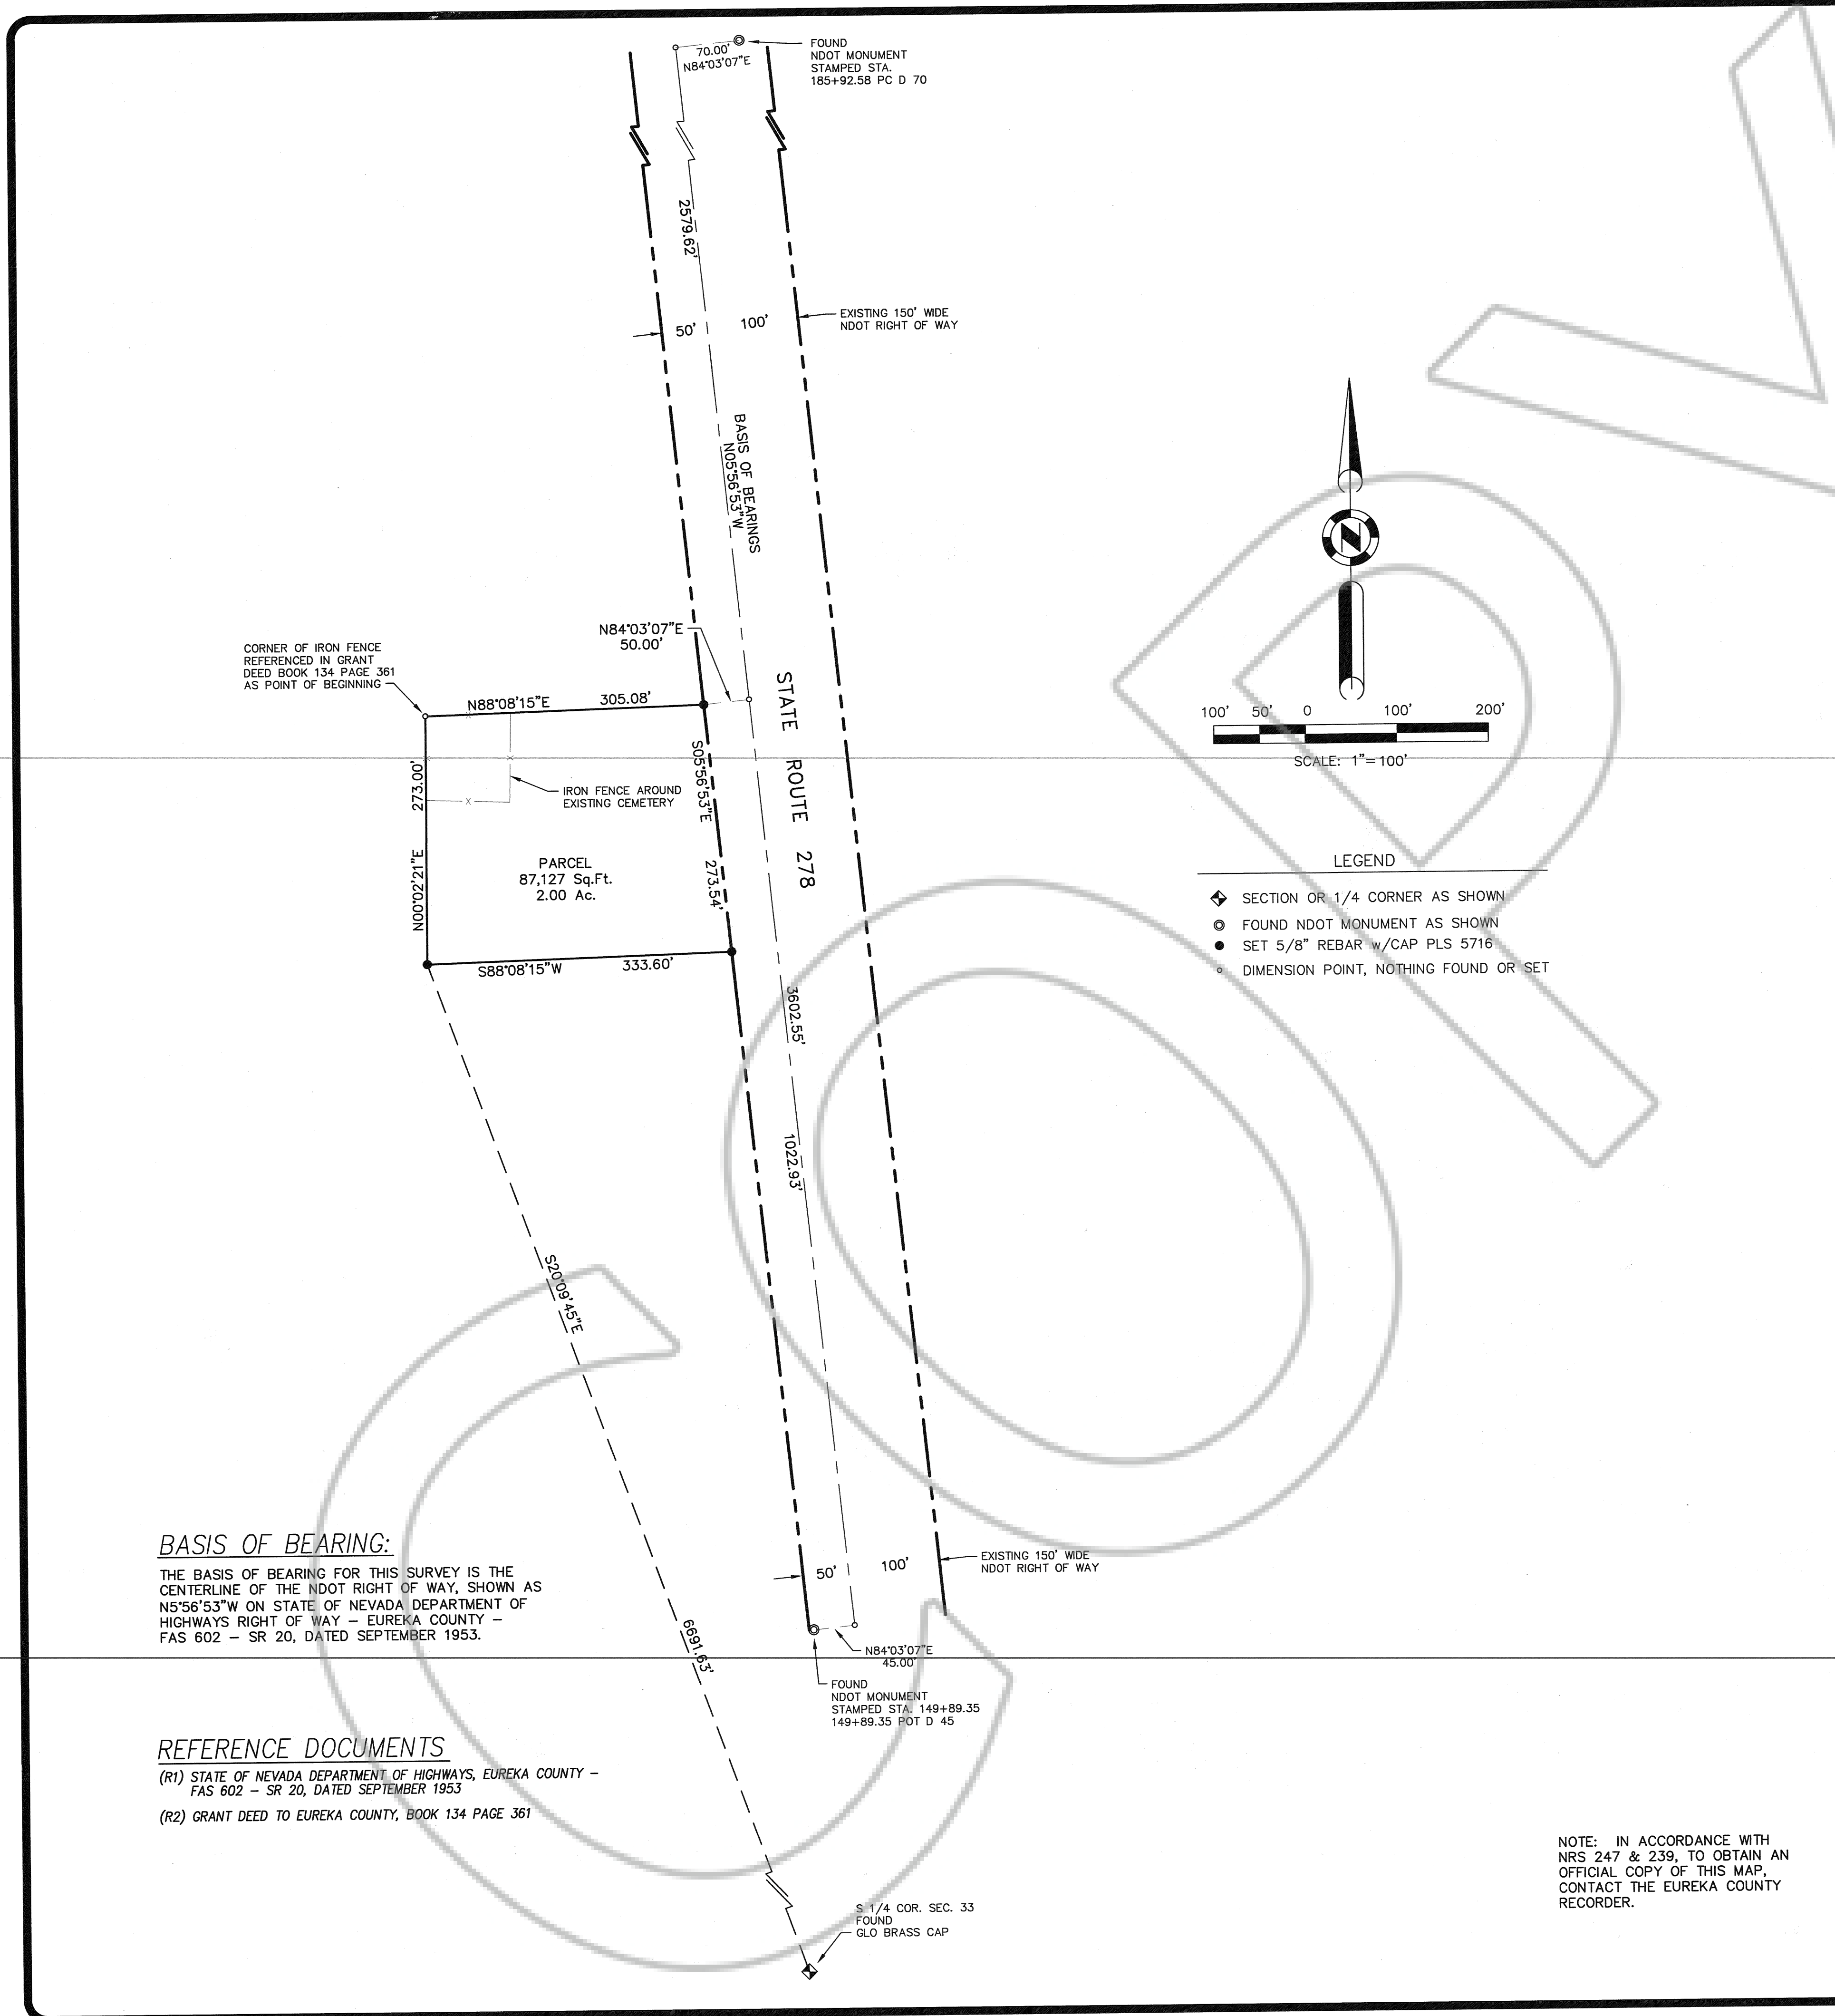 70.00'
N84°03'07"E
FOUND
NDOT MONUMENT
STAMPED STA.
185+92.58 PC D 70
2579.62'
50'
100'
EXISTING 150' WIDE
NDOT RIGHT OF WAY
BASIS OF BEARINGS
N05°56'53"W
N84°03'07"E
50.00'
CORNER OF IRON FENCE
REFERENCED IN GRANT
DEED BOOK 134 PAGE 361
AS POINT OF BEGINNING
N88°08'15"E 305.08'
X
X
X
X
273.00'
N00°02'21"E
IRON FENCE AROUND
EXISTING CEMETERY
S05°56'53"E
273.54'
PARCEL
87,127 Sq.Ft.
2.00 Ac.
S88°08'15"W 333.60'
STATE ROUTE 278
N
100' 50' 0 100' 200'
SCALE: 1"=100'
LEGEND
SECTION OR 1/4 CORNER AS SHOWN
FOUND NDOT MONUMENT AS SHOWN
SET 5/8" REBAR w/CAP PLS 5716
DIMENSION POINT, NOTHING FOUND OR SET
3602.55'
1022.93'
S20°09'45"E
6691.63'
50'
100'
EXISTING 150' WIDE
NDOT RIGHT OF WAY
N84°03'07"E
45.00'
FOUND
NDOT MONUMENT
STAMPED STA. 149+89.35
149+89.35 POT D 45
BASIS OF BEARING:
THE BASIS OF BEARING FOR THIS SURVEY IS THE
CENTERLINE OF THE NDOT RIGHT OF WAY, SHOWN AS
N5°56'53"W ON STATE OF NEVADA DEPARTMENT OF
HIGHWAYS RIGHT OF WAY – EUREKA COUNTY –
FAS 602 – SR 20, DATED SEPTEMBER 1953.
REFERENCE DOCUMENTS
(R1) STATE OF NEVADA DEPARTMENT OF HIGHWAYS, EUREKA COUNTY –
FAS 602 – SR 20, DATED SEPTEMBER 1953
(R2) GRANT DEED TO EUREKA COUNTY, BOOK 134 PAGE 361
S 1/4 COR. SEC. 33
FOUND
GLO BRASS CAP
NOTE: IN ACCORDANCE WITH
NRS 247 & 239, TO OBTAIN AN
OFFICIAL COPY OF THIS MAP,
CONTACT THE EUREKA COUNTY
RECORDER.
COPY